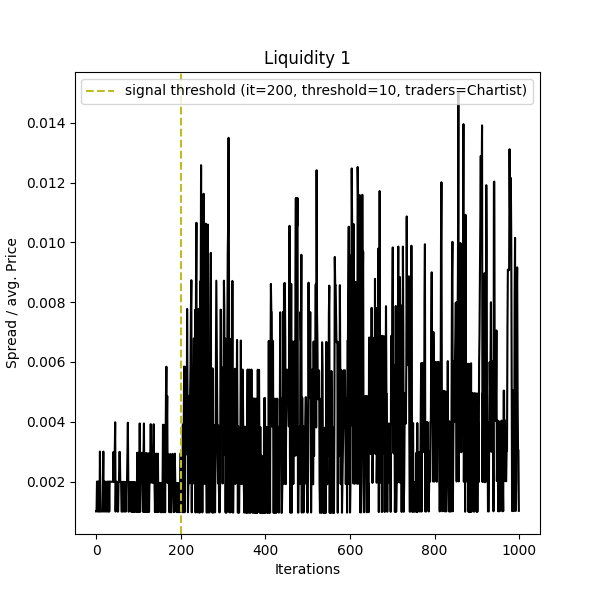 Liquidity 1
signal threshold (it=200, threshold=10, traders=Chartist)
Spread / avg. Price
0.014
0.012
0.010
0.008
0.006
0.004
0.002
0 200 400 600 800 1000
Iterations